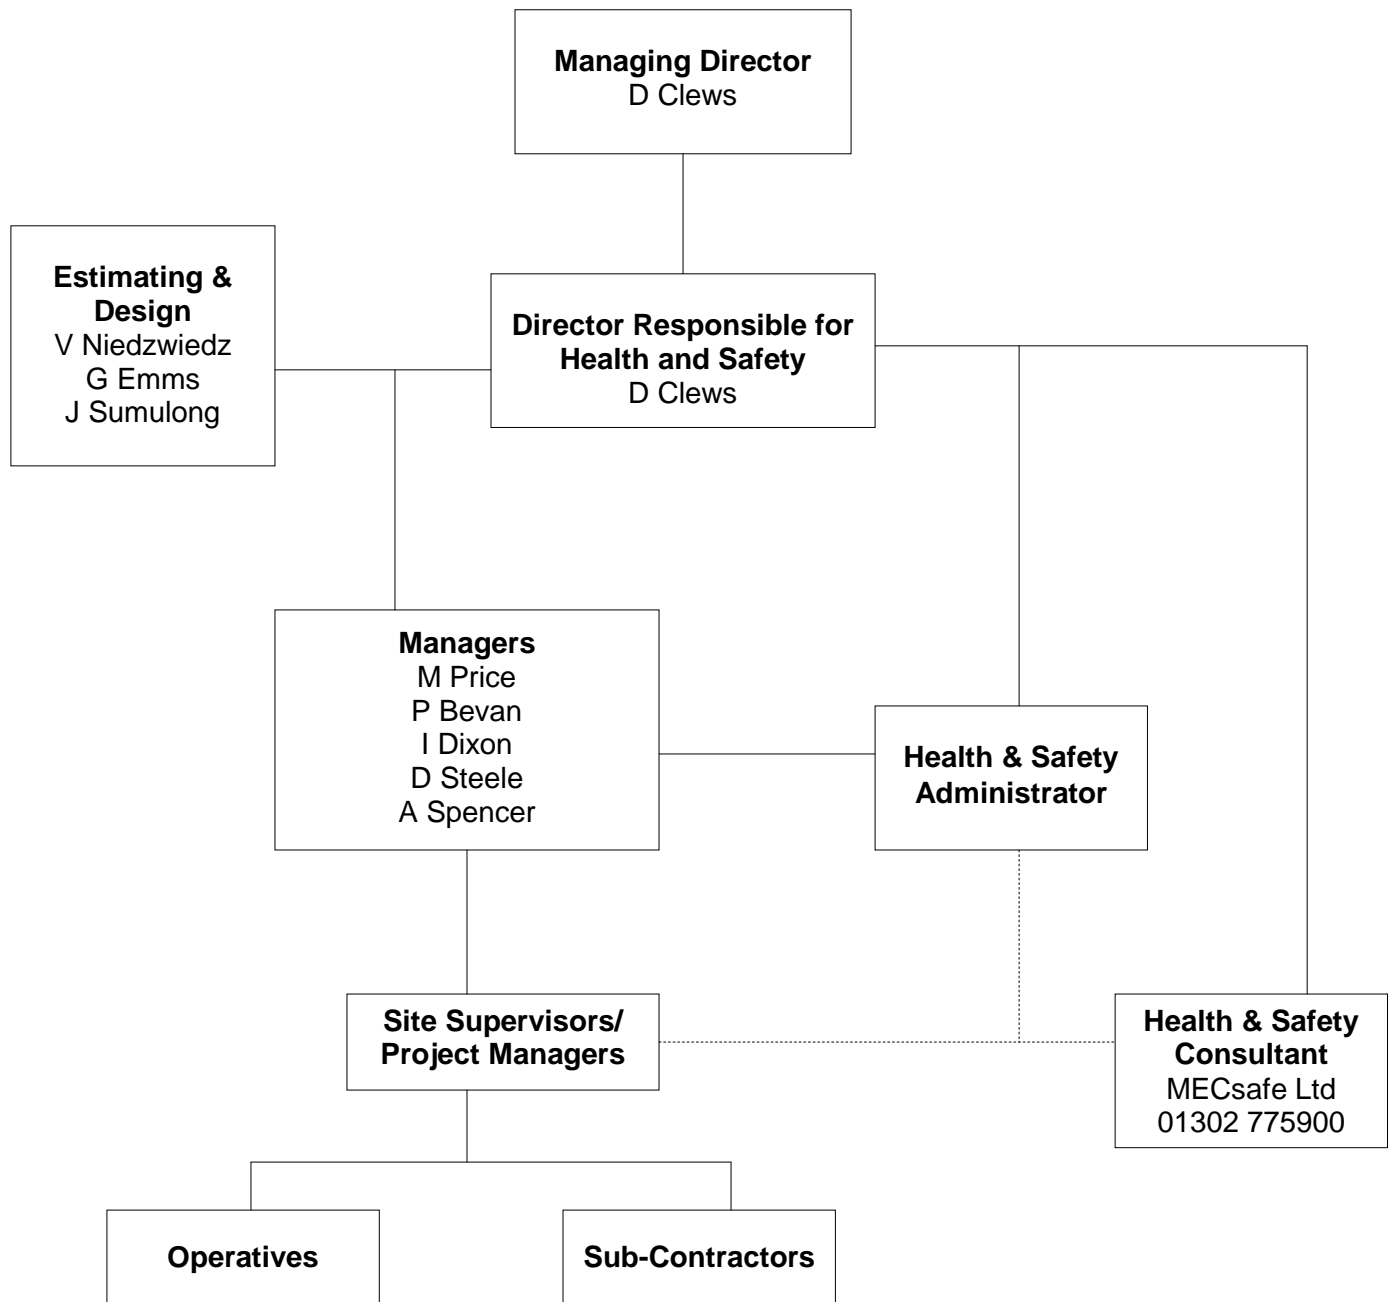 Managing Director
D Clews
Estimating &
Design
V Niedzwiedz
G Emms
J Sumulong
Director Responsible for
Health and Safety
D Clews
Managers
M Price
P Bevan
I Dixon
D Steele
A Spencer
Health & Safety
Administrator
Site Supervisors/
Project Managers
Health & Safety
Consultant
MECsafe Ltd
01302 775900
Operatives
Sub-Contractors